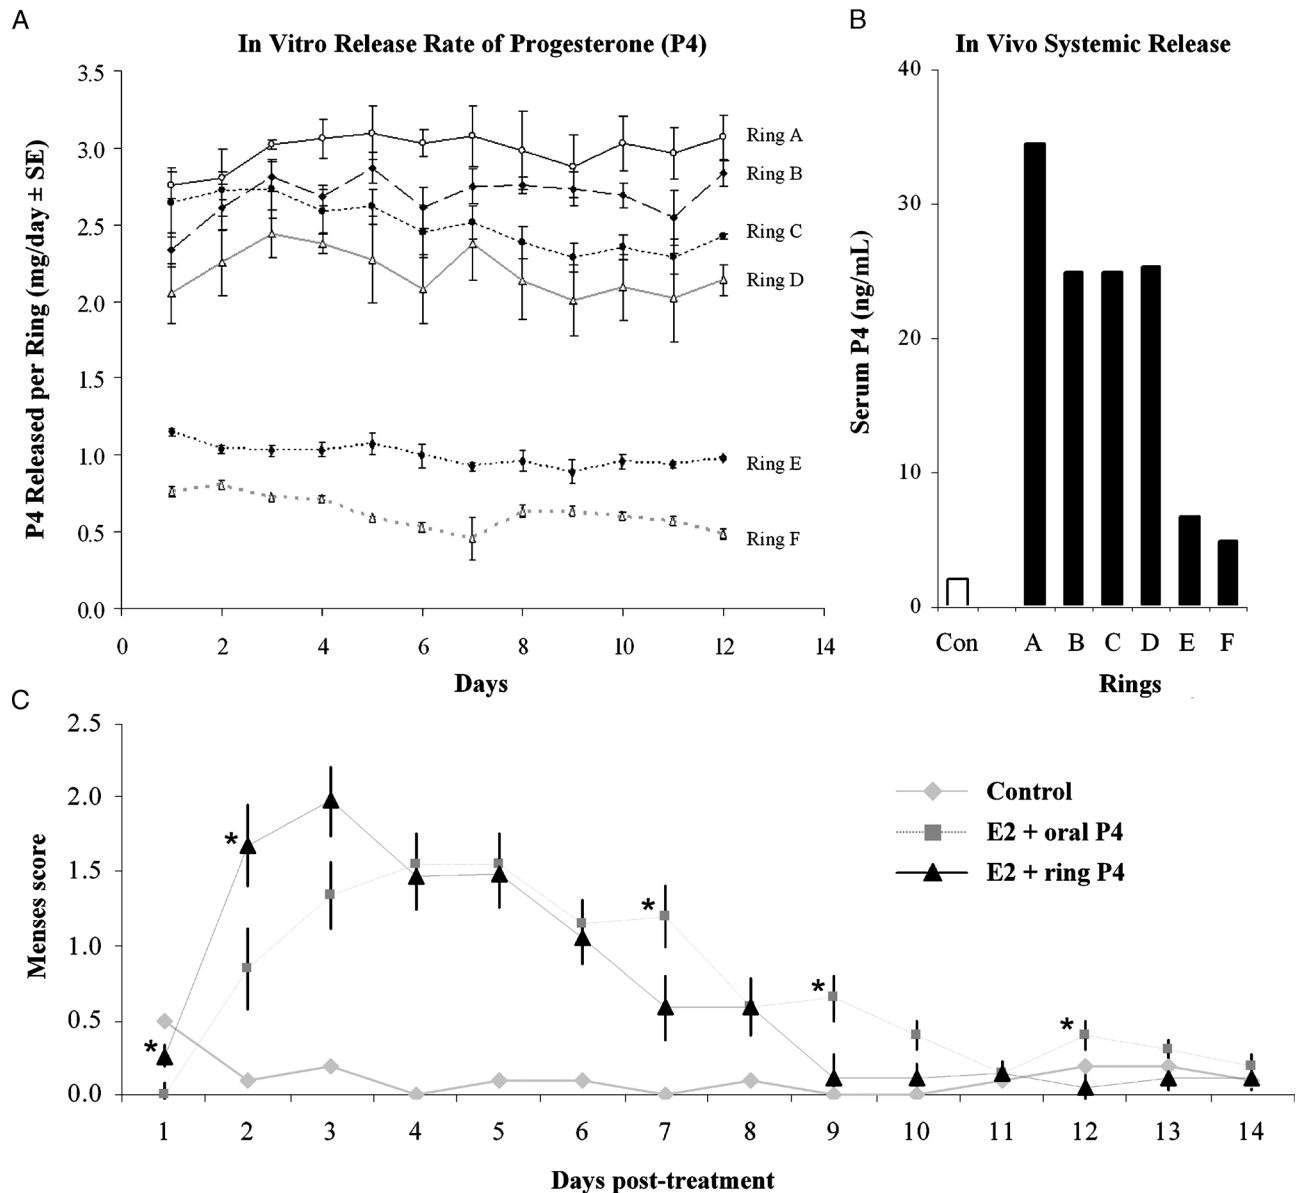 A
In Vitro Release Rate of Progesterone (P4)
P4 Released per Ring (mg/day ± SE)
3.5
3.0
2.5
2.0
1.5
1.0
0.5
0.0
Ring A
Ring B
Ring C
Ring D
Ring E
Ring F
0 2 4 6 8 10 12 14
Days
B
In Vivo Systemic Release
Serum P4 (ng/mL)
40
30
20
10
0
Con A B C D E F
Rings
C
Menses score
2.5
2.0
1.5
1.0
0.5
0.0
* * * * *
Control
E2 + oral P4
E2 + ring P4
1 2 3 4 5 6 7 8 9 10 11 12 13 14
Days post-treatment